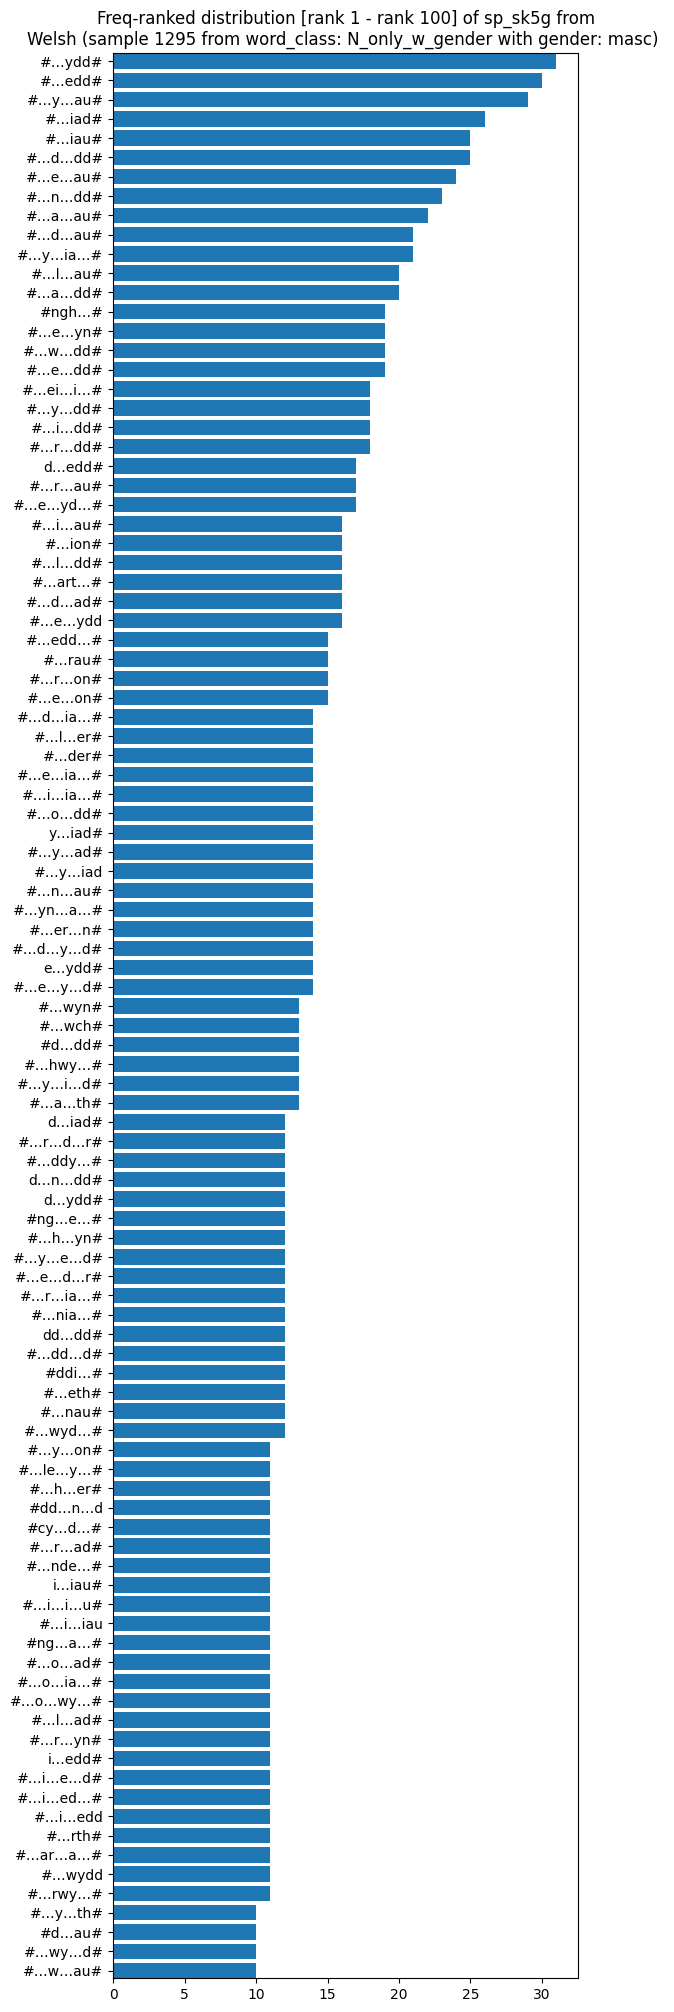 Freq-ranked distribution [rank 1 - rank 100] of sp_sk5g from
Welsh (sample 1295 from word_class: N_only_w_gender with gender: masc)
#...ydd#
#...edd#
#...y...au#
#...iad#
#...iau#
#...d...dd#
#...e...au#
#...n...dd#
#...a...au#
#...d...au#
#...y...ia...#
#...l...au#
#...a...dd#
#ngh...#
#...e...yn#
#...w...dd#
#...e...dd#
#...ei...i...#
#...y...dd#
#...i...dd#
#...r...dd#
d...edd#
#...r...au#
#...e...yd...#
#...i...au#
#...ion#
#...l...dd#
#...art...#
#...d...ad#
#...e...ydd
#...edd...#
#...rau#
#...r...on#
#...e...on#
#...d...ia...#
#...l...er#
#...der#
#...e...ia...#
#...i...ia...#
#...o...dd#
y...iad#
#...y...ad#
#...y...iad
#...n...au#
#...yn...a...#
#...er...n#
#...d...y...d#
e...ydd#
#...e...y...d#
#...wyn#
#...wch#
#d...dd#
#...hwy...#
#...y...i...d#
#...a...th#
d...iad#
#...r...d...r#
#...ddy...#
d...n...dd#
d...ydd#
#ng...e...#
#...h...yn#
#...y...e...d#
#...e...d...r#
#...r...ia...#
#...nia...#
dd...dd#
#...dd...d#
#ddi...#
#...eth#
#...nau#
#...wyd...#
#...y...on#
#...le...y...#
#...h...er#
#dd...n...d
#cy...d...#
#...r...ad#
#...nde...#
i...iau#
#...i...i...u#
#...i...iau
#ng...a...#
#...o...ad#
#...o...ia...#
#...o...wy...#
#...l...ad#
#...r...yn#
i...edd#
#...i...e...d#
#...i...ed...#
#...i...edd
#...rth#
#...ar...a...#
#...wydd
#...rwy...#
#...y...th#
#d...au#
#...wy...d#
#...w...au#
0 5 10 15 20 25 30